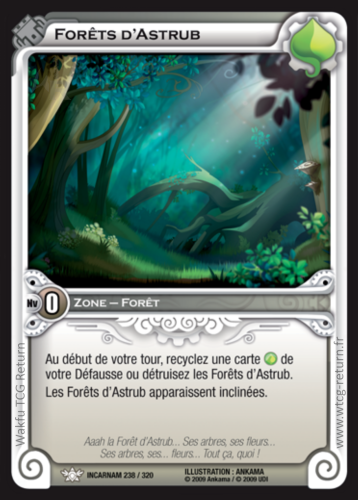 Forêts d'Astrub
Nv 0 Zone – Forêt
Au début de votre tour, recyclez une carte de
votre Défausse ou détruisez les Forêts d'Astrub.
Les Forêts d'Astrub apparaissent inclinées.
Aaah la Forêt d'Astrub... Ses arbres, ses fleurs...
Ses arbres, ses... fleurs... Tout ça, quoi !
INCARNAM 238 / 320
ILLUSTRATION : ANKAMA
© 2009 Ankama / © 2009 UDI
Wakfu TCG Return
www.wtcg-return.fr